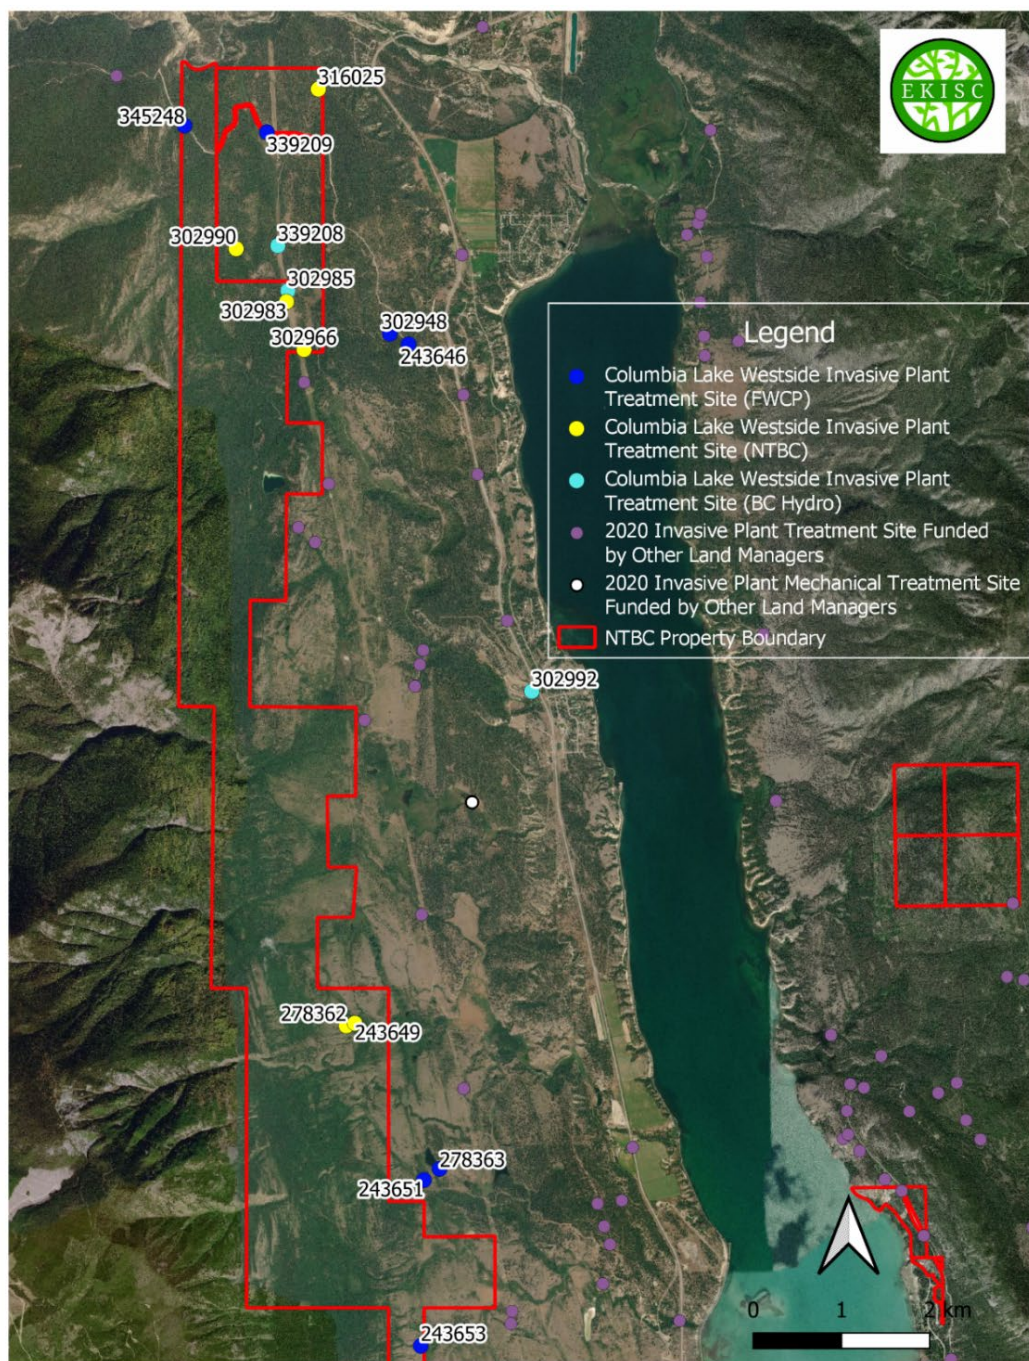 EKISC
316025
345248
339209
302990
339208
302985
302983
302948
302966
243646
Legend
Columbia Lake Westside Invasive Plant
Treatment Site (FWCP)
Columbia Lake Westside Invasive Plant
Treatment Site (NTBC)
Columbia Lake Westside Invasive Plant
Treatment Site (BC Hydro)
2020 Invasive Plant Treatment Site Funded
by Other Land Managers
2020 Invasive Plant Mechanical Treatment Site
Funded by Other Land Managers
NTBC Property Boundary
302992
278362
243649
278363
243651
0 1 2 km
243653